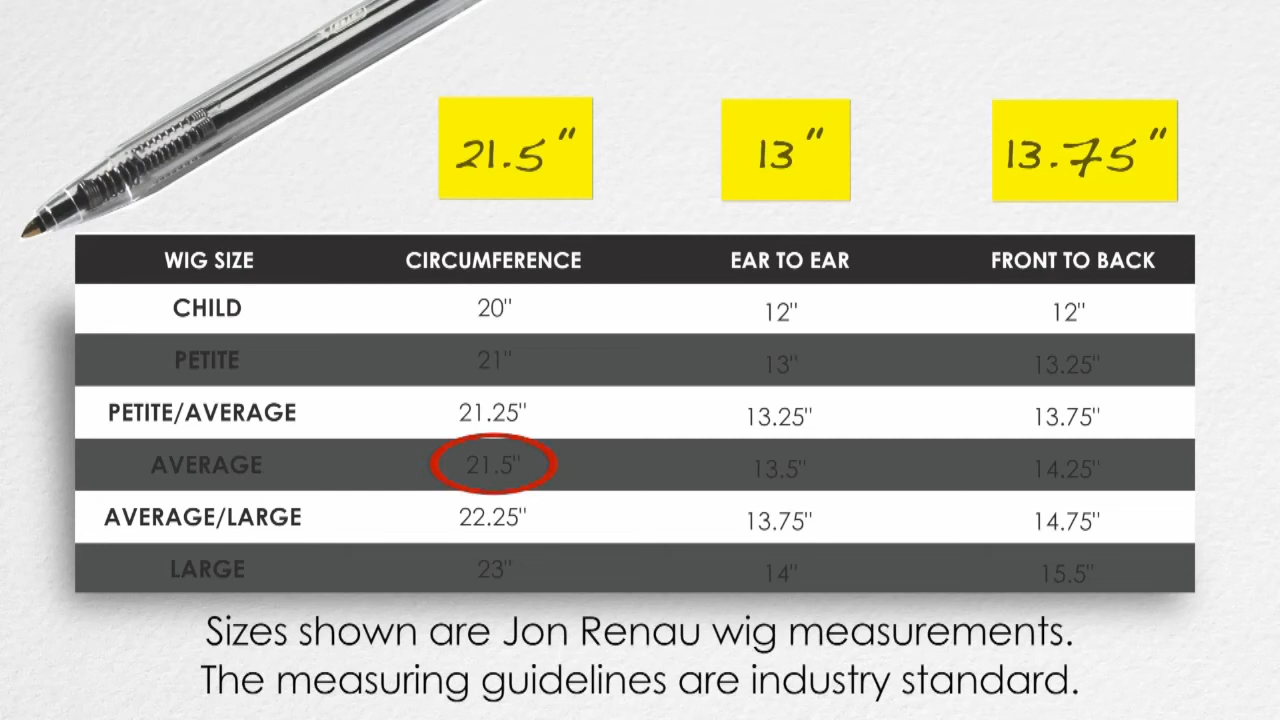 21.5" 13" 13.75"
WIG SIZE CIRCUMFERENCE EAR TO EAR FRONT TO BACK
CHILD 20" 12" 12"
PETITE 21" 13" 13.25"
PETITE/AVERAGE 21.25" 13.25" 13.75"
AVERAGE 21.5" 13.5" 14.25"
AVERAGE/LARGE 22.25" 13.75" 14.75"
LARGE 23" 14" 15.5"
Sizes shown are Jon Renau wig measurements.
The measuring guidelines are industry standard.